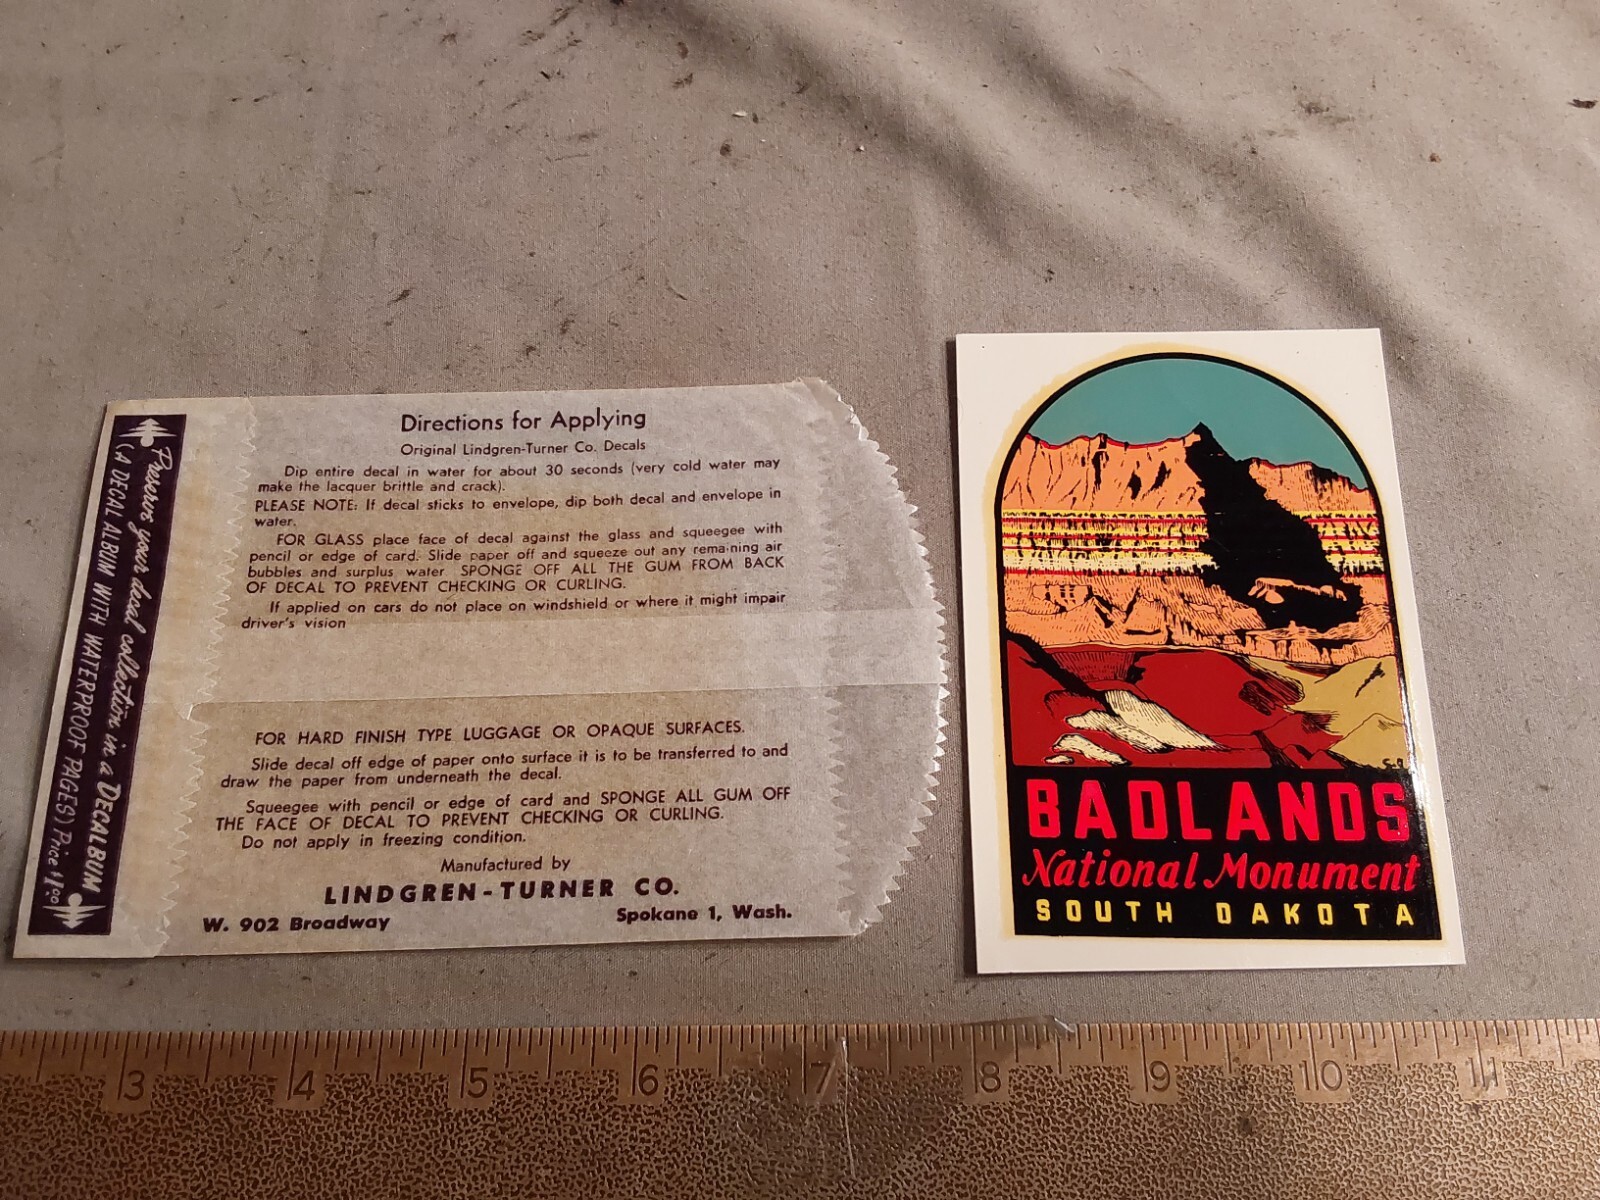 Preserve your decal collection in a DECALBUM
(A DECAL ALBUM WITH WATERPROOF PAGES) Price $1.00
Directions for Applying
Original Lindgren-Turner Co. Decals
Dip entire decal in water for about 30 seconds (very cold water may
make the lacquer brittle and crack).
PLEASE NOTE: If decal sticks to envelope, dip both decal and envelope in
water.
FOR GLASS place face of decal against the glass and squeegee with
pencil or edge of card. Slide paper off and squeeze out any remaining air
bubbles and surplus water SPONGE OFF ALL THE GUM FROM BACK
OF DECAL TO PREVENT CHECKING OR CURLING.
If applied on cars do not place on windshield or where it might impair
driver's vision
FOR HARD FINISH TYPE LUGGAGE OR OPAQUE SURFACES.
Slide decal off edge of paper onto surface it is to be transferred to and
draw the paper from underneath the decal.
Squeegee with pencil or edge of card and SPONGE ALL GUM OFF
THE FACE OF DECAL TO PREVENT CHECKING OR CURLING.
Do not apply in freezing condition.
Manufactured by
LINDGREN-TURNER CO.
W. 902 Broadway Spokane 1, Wash.
BADLANDS
National Monument
SOUTH DAKOTA
3 4 5 6 7 8 9 10 11